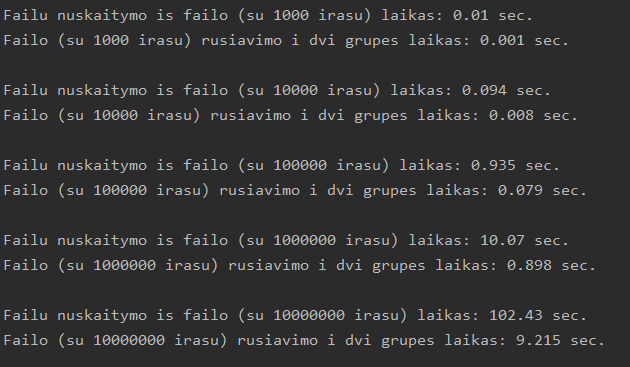 Failu nuskaitymo is failo (su 1000 irasu) laikas: 0.01 sec.
Failo (su 1000 irasu) rusiavimo i dvi grupes laikas: 0.001 sec.
Failu nuskaitymo is failo (su 10000 irasu) laikas: 0.094 sec.
Failo (su 10000 irasu) rusiavimo i dvi grupes laikas: 0.008 sec.
Failu nuskaitymo is failo (su 100000 irasu) laikas: 0.935 sec.
Failo (su 100000 irasu) rusiavimo i dvi grupes laikas: 0.079 sec.
Failu nuskaitymo is failo (su 1000000 irasu) laikas: 10.07 sec.
Failo (su 1000000 irasu) rusiavimo i dvi grupes laikas: 0.898 sec.
Failu nuskaitymo is failo (su 10000000 irasu) laikas: 102.43 sec.
Failo (su 10000000 irasu) rusiavimo i dvi grupes laikas: 9.215 sec.